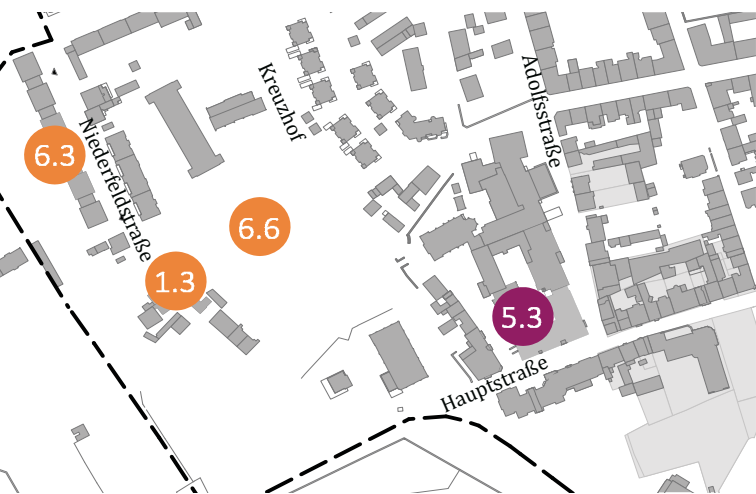 Adolfsstraße
Kreuzhof
Niederfeldstraße
6.3
6.6
1.3
5.3
Hauptstraße